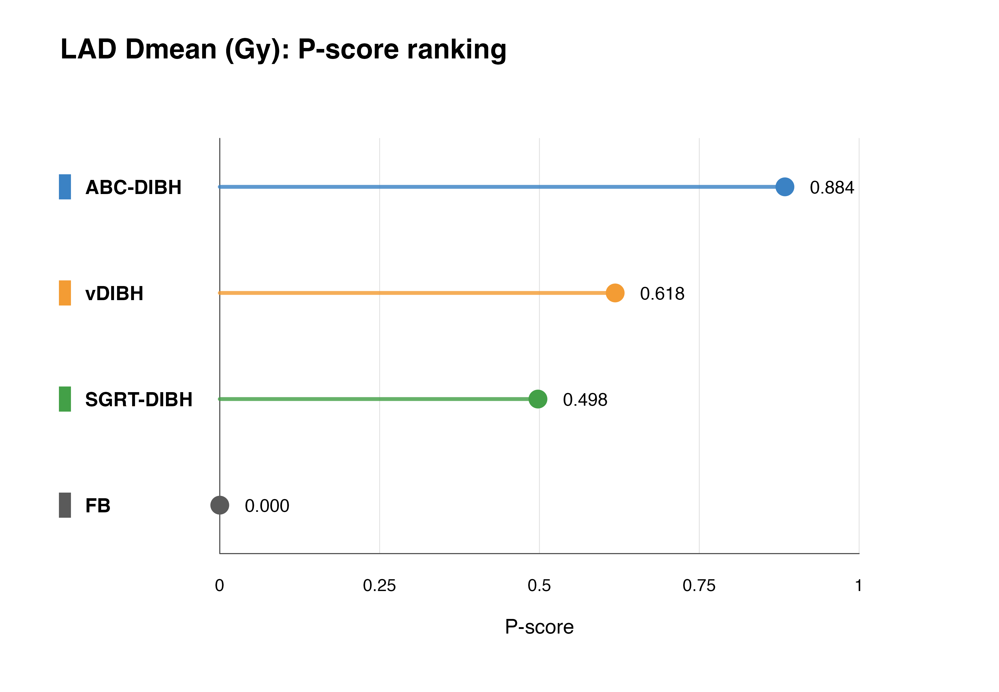 LAD Dmean (Gy): P-score ranking
ABC-DIBH 0.884
vDIBH 0.618
SGRT-DIBH 0.498
FB 0.000
0 0.25 0.5 0.75 1
P-score